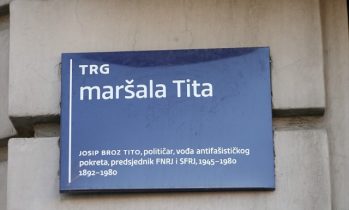 TRG
maršala Tita
JOSIP BROZ TITO, političar, vođa antifašističkog
pokreta, predsjednik FNRJ i SFRJ, 1945–1980
1892–1980